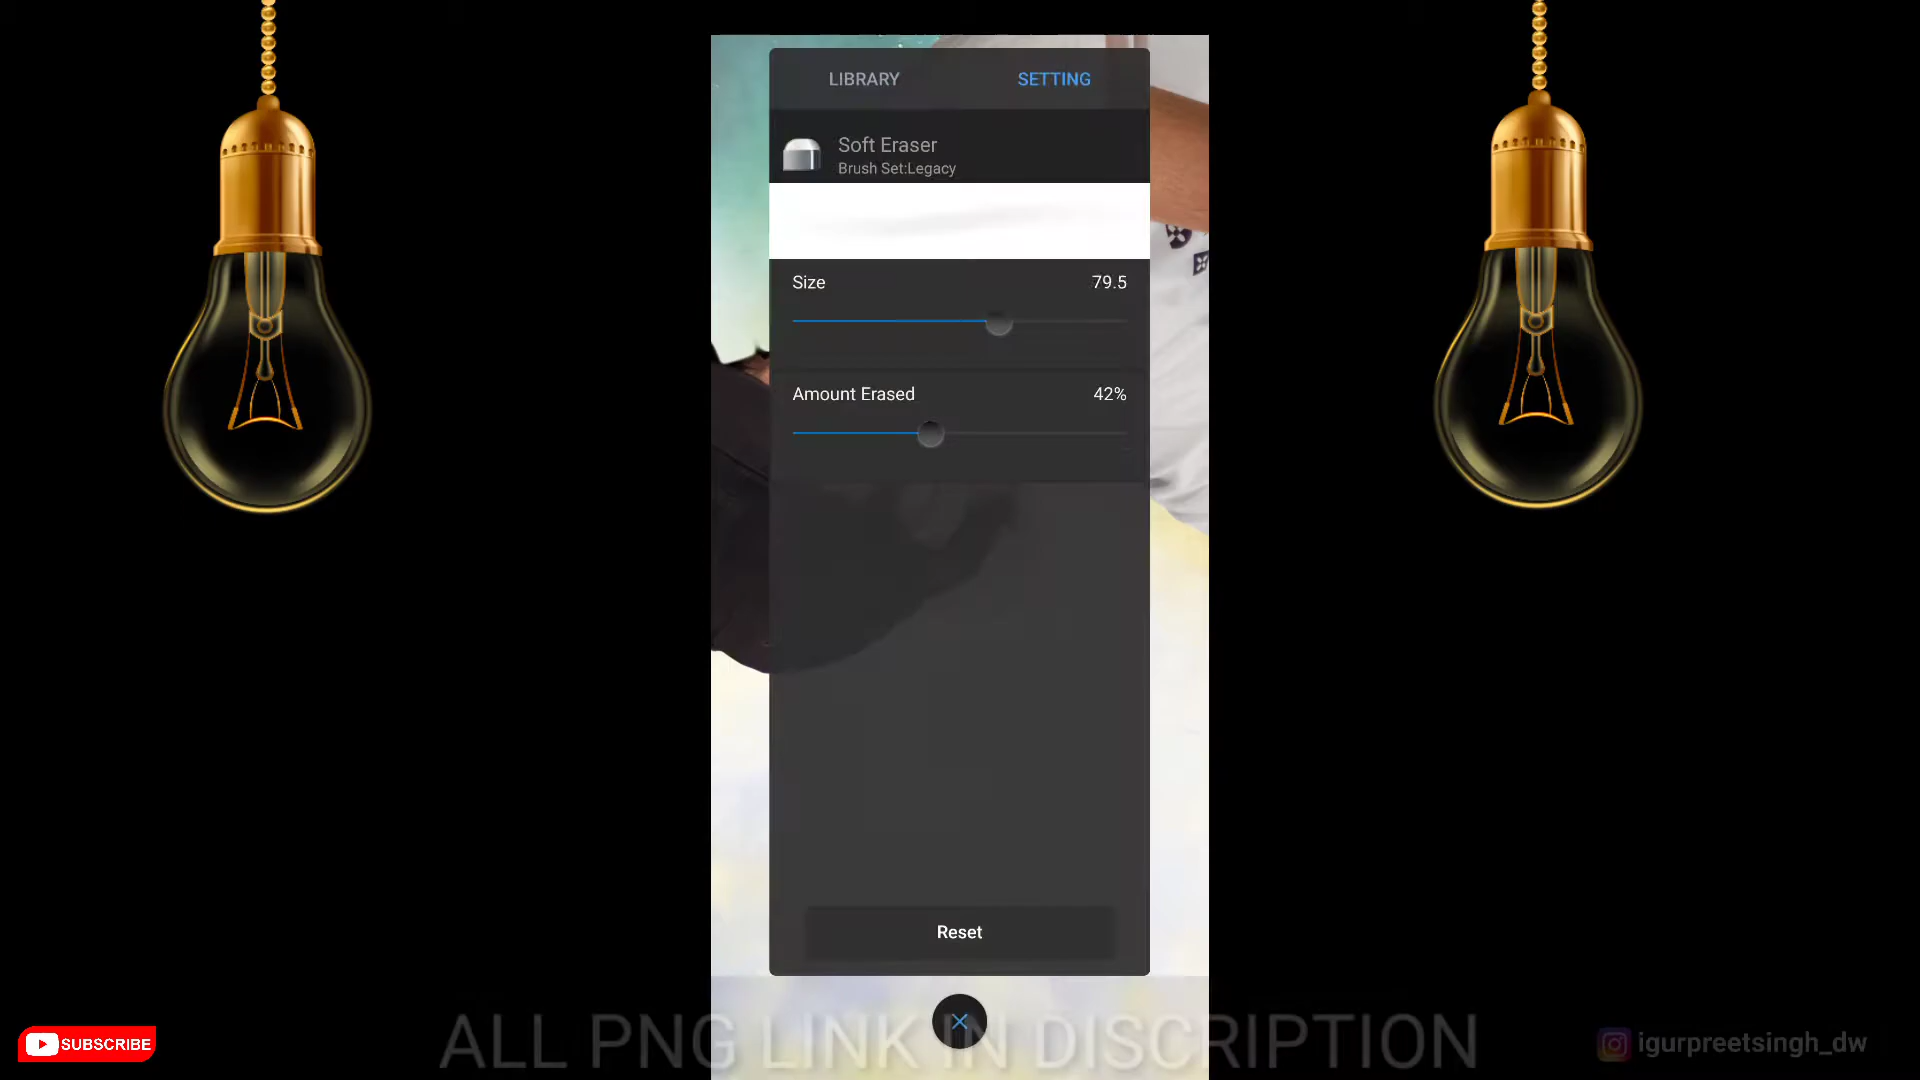 LIBRARY SETTING
Soft Eraser
Brush Set:Legacy
Size 79.5
Amount Erased 42%
Reset
ALL PNG LINK IN DISCRIPTION
SUBSCRIBE
igurpreetsingh_dw